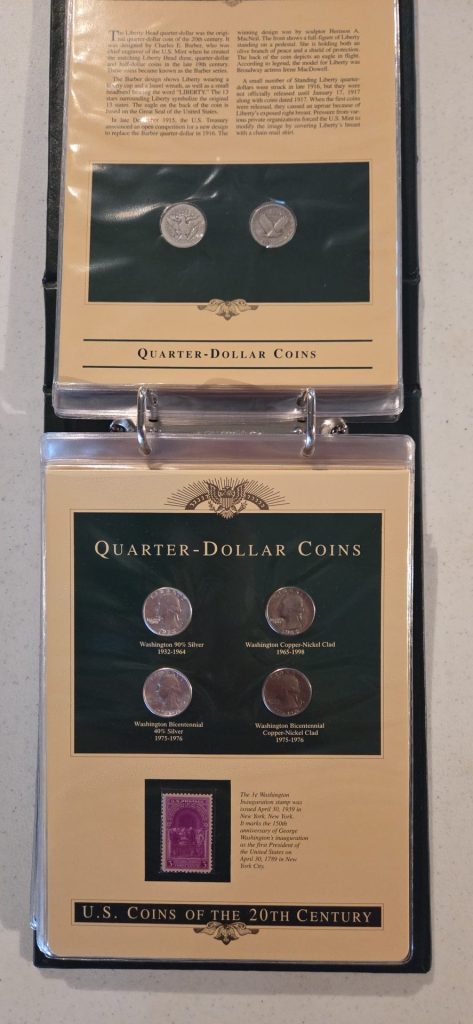 The Liberty Head quarter-dollar was the first
quarter-dollar coin of the 20th century. It
was designed by Charles E. Barber, who was
chief engraver of the U.S. Mint when he created
the matching Liberty Head dime, quarter-dollar
and half-dollar coins in the late 19th century.
These coins became known as the Barber series.
The Barber design shows Liberty wearing a
liberty cap and a laurel wreath, as well as a small
headband bearing the word "LIBERTY." The 13
stars surrounding Liberty symbolize the original
13 states. The eagle on the back of the coin is
based on the Great Seal of the United States.
In late December 1915, the U.S. Treasury
announced an open competition for a new design
to replace the Barber quarter-dollar in 1916. The
winning design was by sculptor Hermon A.
MacNeil. The front shows a full-figure of Liberty
standing on a pedestal. She is holding both an
olive branch of peace and a shield of protection.
The back of the coin depicts an eagle in flight.
According to legend, the model for Liberty was
Broadway actress Irene MacDowell.
A small number of Standing Liberty quarter-
dollars were struck in late 1916, but they were
not officially released until January 17, 1917
along with coins dated 1917. When the first coins
were released, they caused an uproar because of
Liberty's exposed right breast. Pressure from var-
ious private organizations forced the U.S. Mint to
modify the image by covering Liberty's breast
with a chain-mail shirt.
QUARTER-DOLLAR COINS
QUARTER-DOLLAR COINS
Washington 90% Silver
1932-1964
Washington Copper-Nickel Clad
1965-1998
Washington Bicentennial
40% Silver
1975-1976
Washington Bicentennial
Copper-Nickel Clad
1975-1976
The 3¢ Washington
Inauguration stamp was
issued April 30, 1939 in
New York, New York.
It marks the 150th
anniversary of George
Washington's inauguration
as the first President of
the United States on
April 30, 1789 in New
York City.
U.S. COINS OF THE 20TH CENTURY